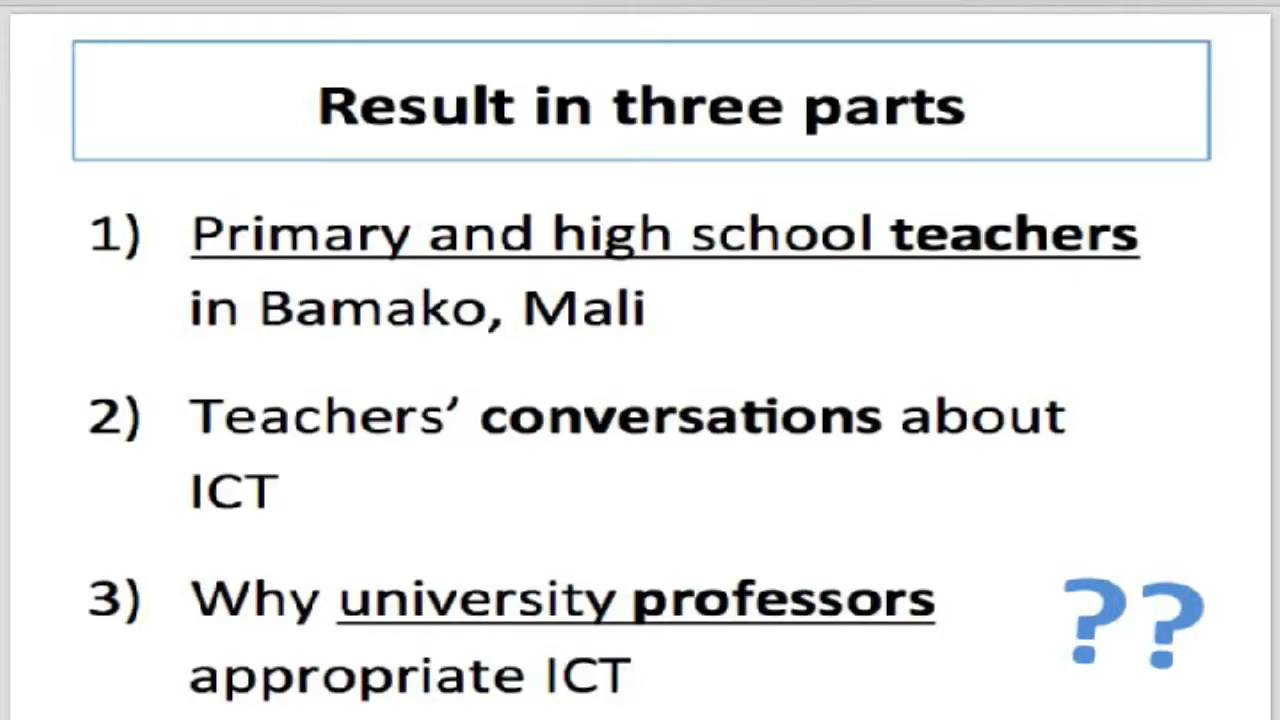 Result in three parts
1) Primary and high school teachers
in Bamako, Mali
2) Teachers’ conversations about
ICT
3) Why university professors
appropriate ICT
??